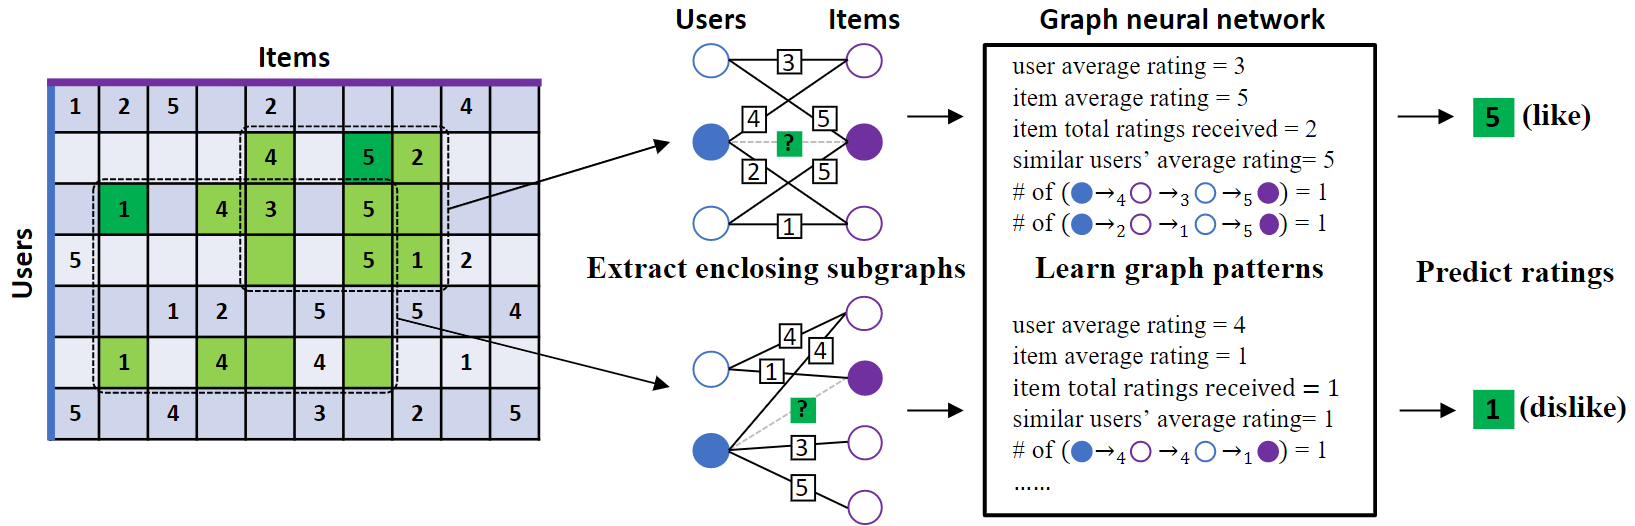 Items
Users
1 2 5 2 4
4 5 2
1 4 3 5
5 5 1 2
1 2 5 5 4
1 4 4 1
5 4 3 2 5
Users Items
3
4 5
?
2 5
1
Extract enclosing subgraphs
4
4
1
?
3
5
Graph neural network
user average rating = 3
item average rating = 5
item total ratings received = 2
similar users’ average rating= 5
# of (→4 →3 →5 ) = 1
# of (→2 →1 →5 ) = 1
Learn graph patterns
user average rating = 4
item average rating = 1
item total ratings received = 1
similar users’ average rating= 1
# of (→4 →4 →1 ) = 1
……
5 (like)
Predict ratings
1 (dislike)